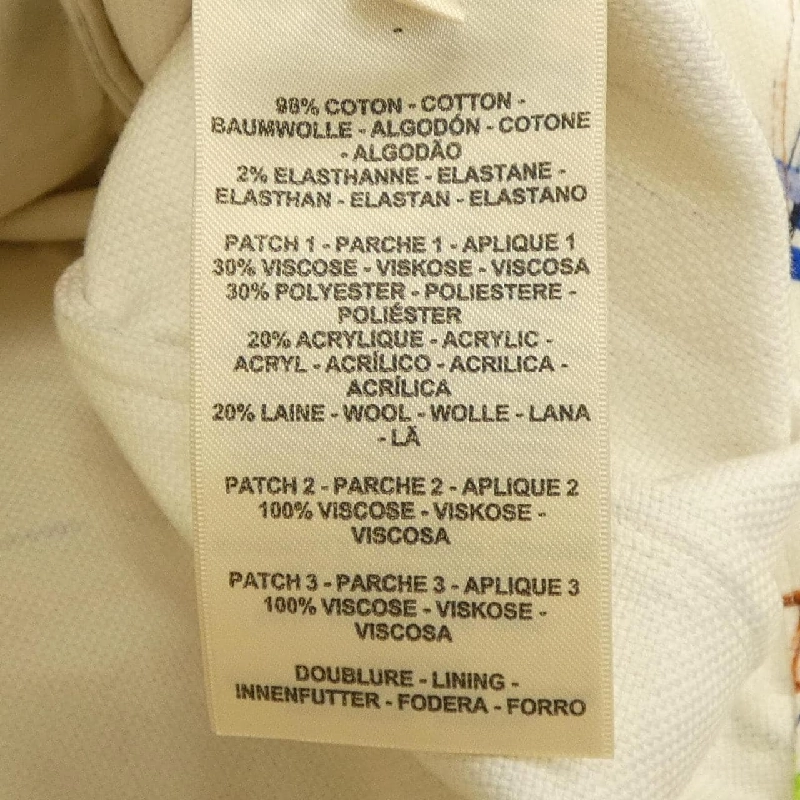 98% COTON - COTTON -
BAUMWOLLE - ALGODÓN - COTONE
- ALGODÃO
2% ELASTHANNE - ELASTANE -
ELASTHAN - ELASTAN - ELASTANO
PATCH 1 - PARCHE 1 - APLIQUE 1
30% VISCOSE - VISKOSE - VISCOSA
30% POLYESTER - POLIESTERE -
POLIÉSTER
20% ACRYLIQUE - ACRYLIC -
ACRYL - ACRÍLICO - ACRILICA -
ACRÍLICA
20% LAINE - WOOL - WOLLE - LANA
- LÃ
PATCH 2 - PARCHE 2 - APLIQUE 2
100% VISCOSE - VISKOSE -
VISCOSA
PATCH 3 - PARCHE 3 - APLIQUE 3
100% VISCOSE - VISKOSE -
VISCOSA
DOUBLURE - LINING -
INNENFUTTER - FODERA - FORRO